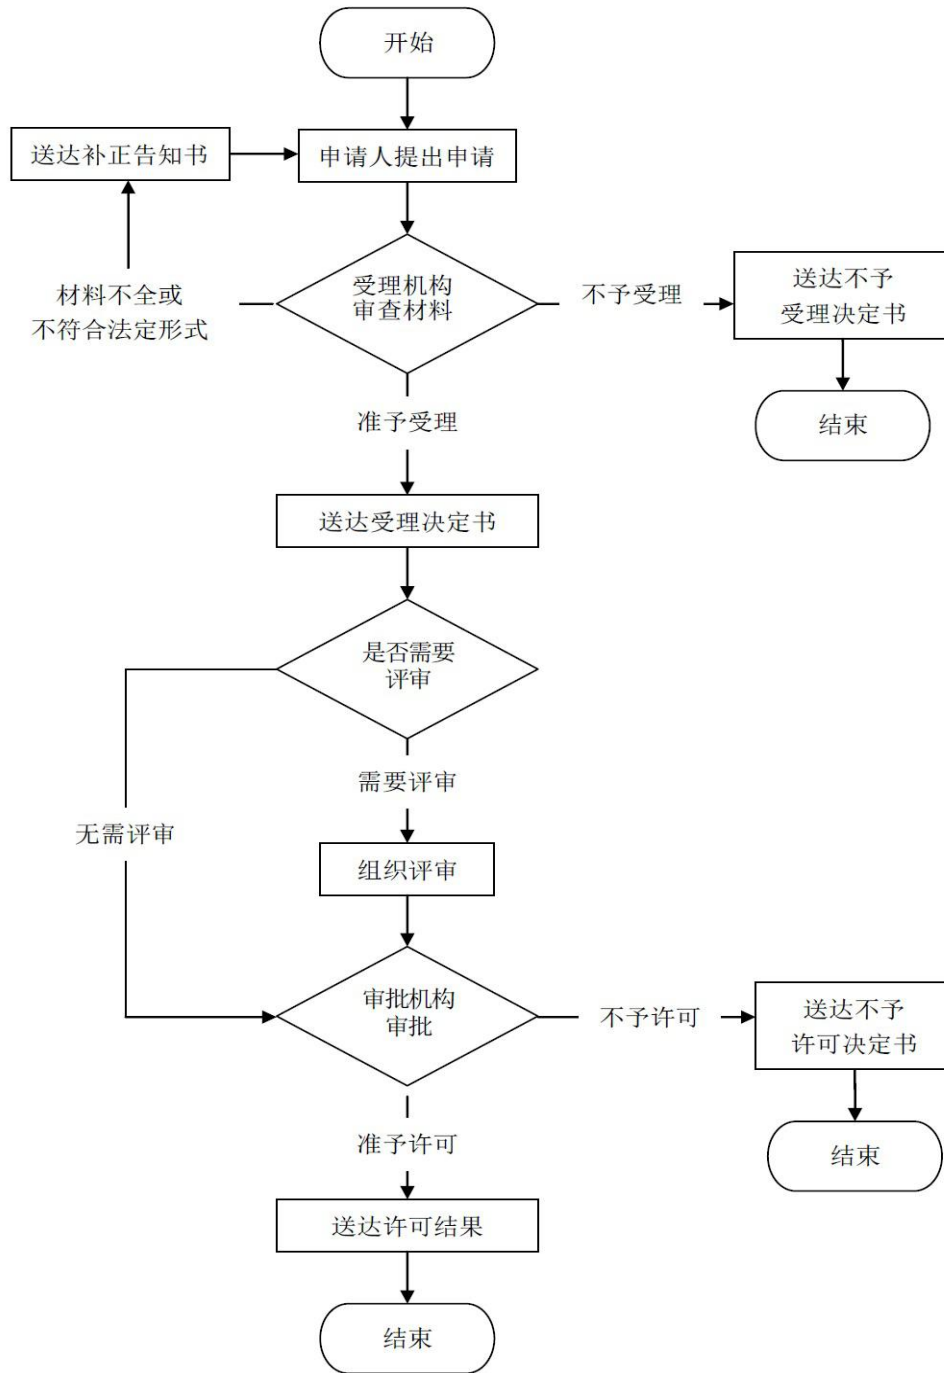 开始
送达补正告知书
申请人提出申请
受理机构
审查材料
材料不全或
不符合法定形式
不予受理
送达不予
受理决定书
结束
准予受理
送达受理决定书
是否需要
评审
需要评审
无需评审
组织评审
审批机构
审批
不予许可
送达不予
许可决定书
结束
准予许可
送达许可结果
结束